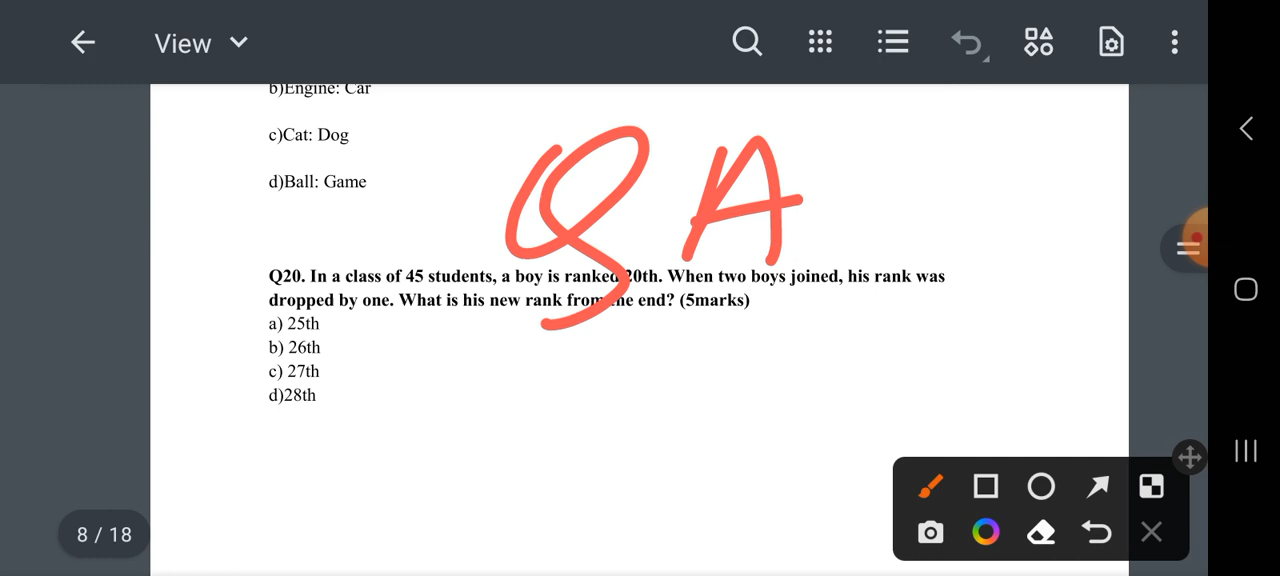 View
b)Engine: Car
c)Cat: Dog
d)Ball: Game
Q A
Q20. In a class of 45 students, a boy is ranked 20th. When two boys joined, his rank was
dropped by one. What is his new rank from the end? (5marks)
a) 25th
b) 26th
c) 27th
d)28th
8 / 18